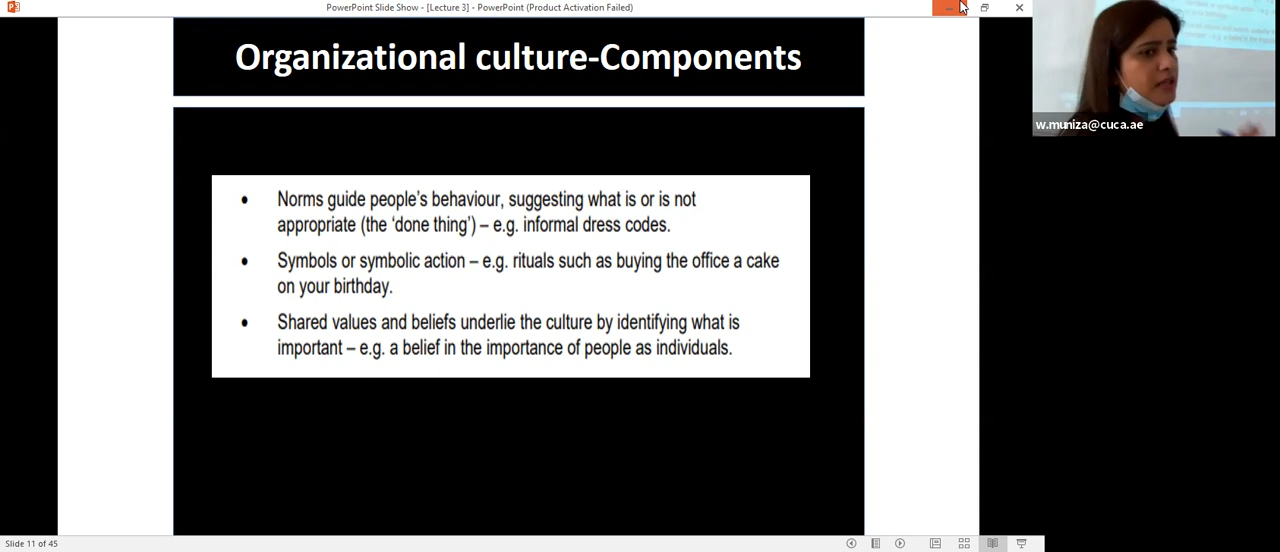 PowerPoint Slide Show - [Lecture 3] - PowerPoint (Product Activation Failed)
Organizational culture-Components
w.muniza@cuca.ae
• Norms guide people's behaviour, suggesting what is or is not
appropriate (the 'done thing') – e.g. informal dress codes.
• Symbols or symbolic action – e.g. rituals such as buying the office a cake
on your birthday.
• Shared values and beliefs underlie the culture by identifying what is
important – e.g. a belief in the importance of people as individuals.
Slide 11 of 45